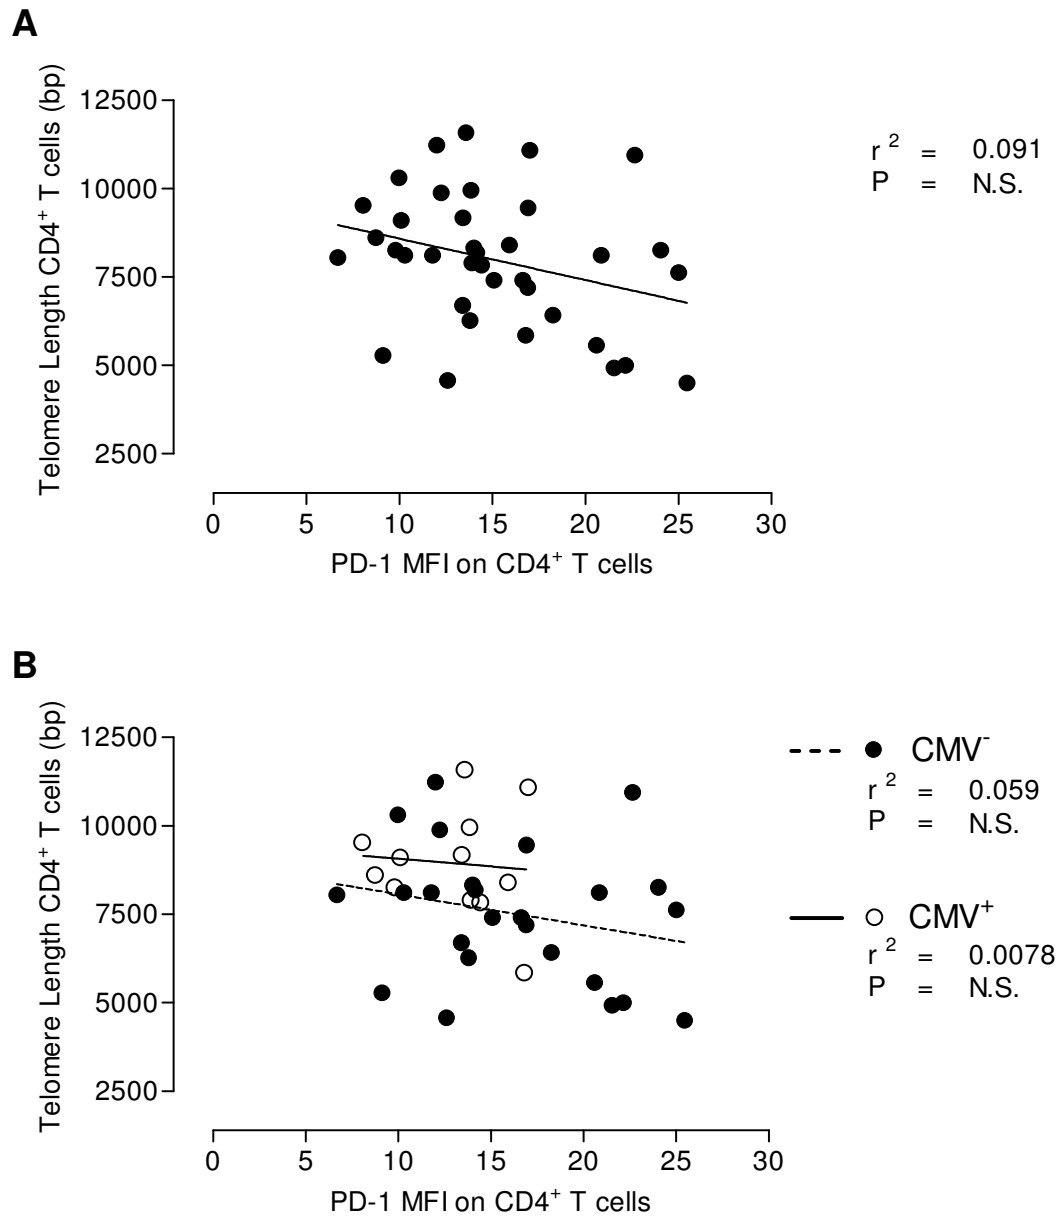 A
Telomere Length CD4⁺ T cells (bp)
12500
10000
7500
5000
2500
0 5 10 15 20 25 30
PD-1 MFI on CD4⁺ T cells
r² = 0.091
P = N.S.
B
Telomere Length CD4⁺ T cells (bp)
12500
10000
7500
5000
2500
0 5 10 15 20 25 30
PD-1 MFI on CD4⁺ T cells
CMV⁻
r² = 0.059
P = N.S.
CMV⁺
r² = 0.0078
P = N.S.